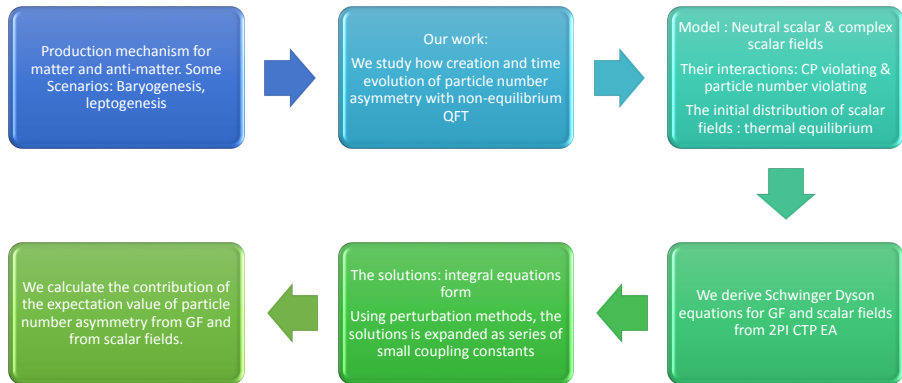 Production mechanism for
matter and anti-matter. Some
Scenarios: Baryogenesis,
leptogenesis
Our work:
We study how creation and time
evolution of particle number
asymmetry with non-equilibrium
QFT
Model : Neutral scalar & complex
scalar fields
Their interactions: CP violating &
particle number violating
The initial distribution of scalar
fields : thermal equilibrium
We derive Schwinger Dyson
equations for GF and scalar fields
from 2PI CTP EA
The solutions: integral equations
form
Using perturbation methods, the
solutions is expanded as series of
small coupling constants
We calculate the contribution of
the expectation value of particle
number asymmetry from GF and
from scalar fields.